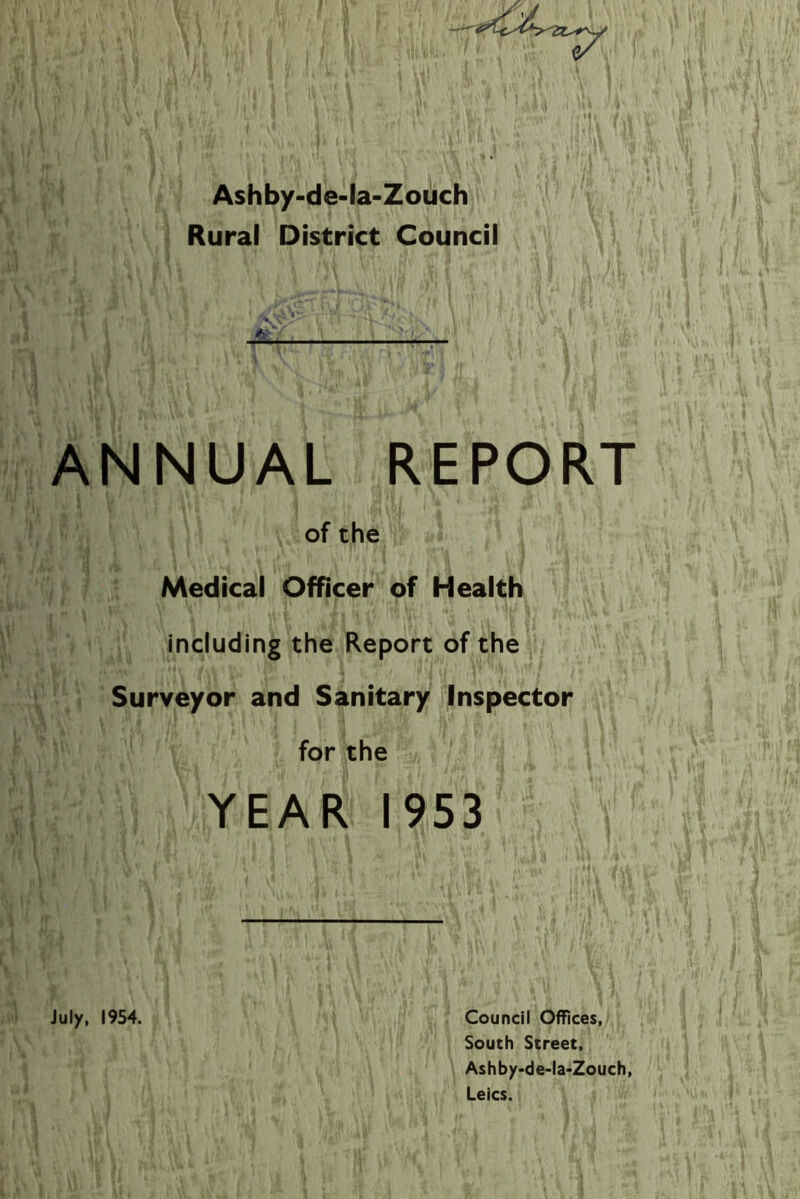 Library
Ashby-de-la-Zouch
Rural District Council
ANNUAL REPORT
of the
Medical Officer of Health
including the Report of the
Surveyor and Sanitary Inspector
for the
YEAR 1953
July, 1954.
Council Offices,
South Street,
Ashby-de-la-Zouch,
Leics.